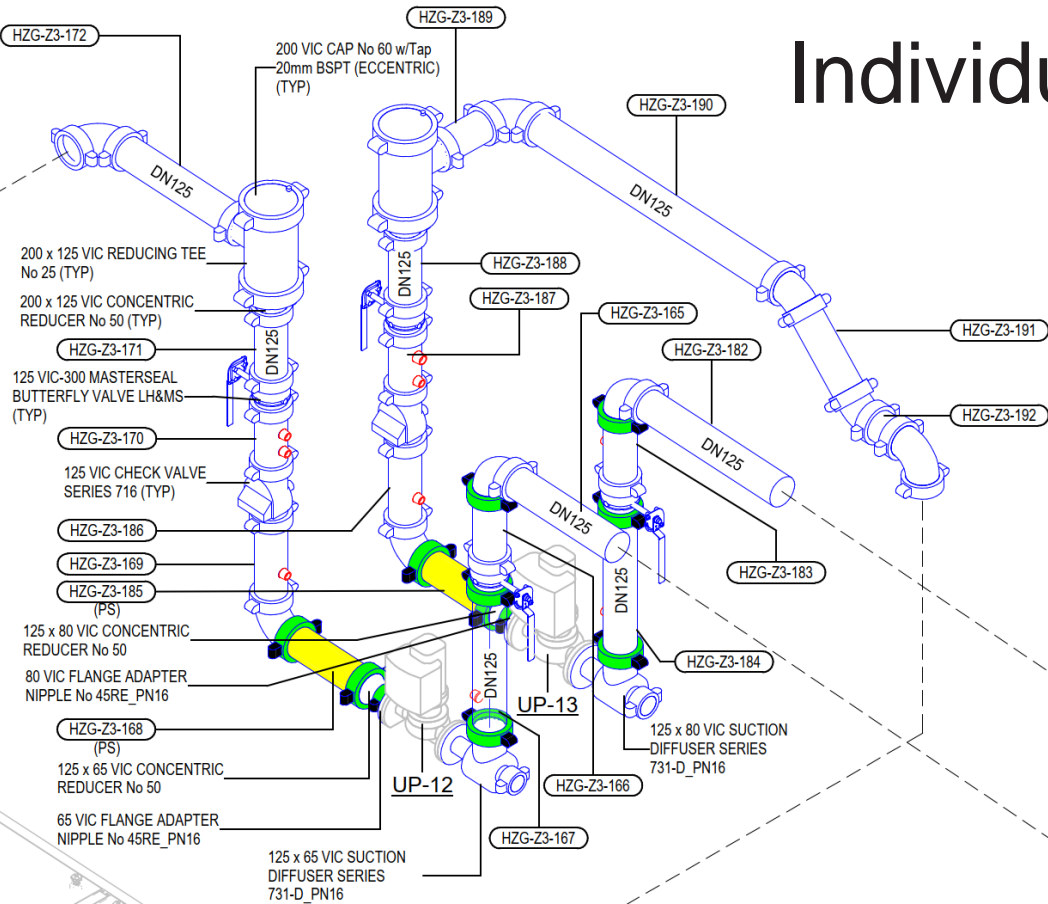 HZG-Z3-189
HZG-Z3-172
200 VIC CAP No 60 w/Tap
20mm BSPT (ECCENTRIC)
(TYP)
Individu
HZG-Z3-190
DN125
DN125
200 x 125 VIC REDUCING TEE
No 25 (TYP)
HZG-Z3-188
DN125
HZG-Z3-187
200 x 125 VIC CONCENTRIC
REDUCER No 50 (TYP)
HZG-Z3-165
HZG-Z3-191
HZG-Z3-171
DN125
HZG-Z3-182
125 VIC-300 MASTERSEAL
BUTTERFLY VALVE LH&MS
(TYP)
HZG-Z3-192
HZG-Z3-170
DN125
125 VIC CHECK VALVE
SERIES 716 (TYP)
DN125
HZG-Z3-186
HZG-Z3-169
HZG-Z3-183
HZG-Z3-185
(PS)
DN125
125 x 80 VIC CONCENTRIC
REDUCER No 50
HZG-Z3-184
80 VIC FLANGE ADAPTER
NIPPLE No 45RE_PN16
DN125
UP-13
HZG-Z3-168
(PS)
125 x 80 VIC SUCTION
DIFFUSER SERIES
731-D_PN16
125 x 65 VIC CONCENTRIC
REDUCER No 50
UP-12
HZG-Z3-166
65 VIC FLANGE ADAPTER
NIPPLE No 45RE_PN16
HZG-Z3-167
125 x 65 VIC SUCTION
DIFFUSER SERIES
731-D_PN16